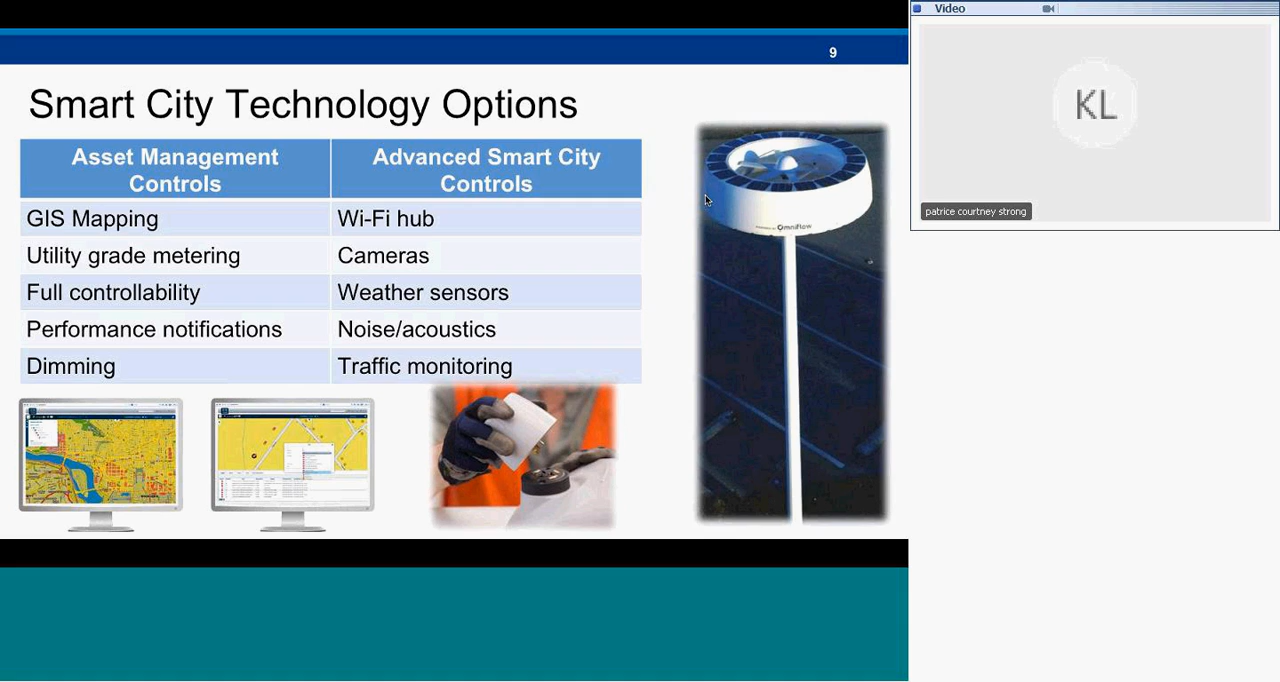 9
Smart City Technology Options
Asset Management
Controls
Advanced Smart City
Controls
GIS Mapping
Wi-Fi hub
Utility grade metering
Cameras
Full controllability
Weather sensors
Performance notifications
Noise/acoustics
Dimming
Traffic monitoring
Omniflow
Video
KL
patrice courtney strong